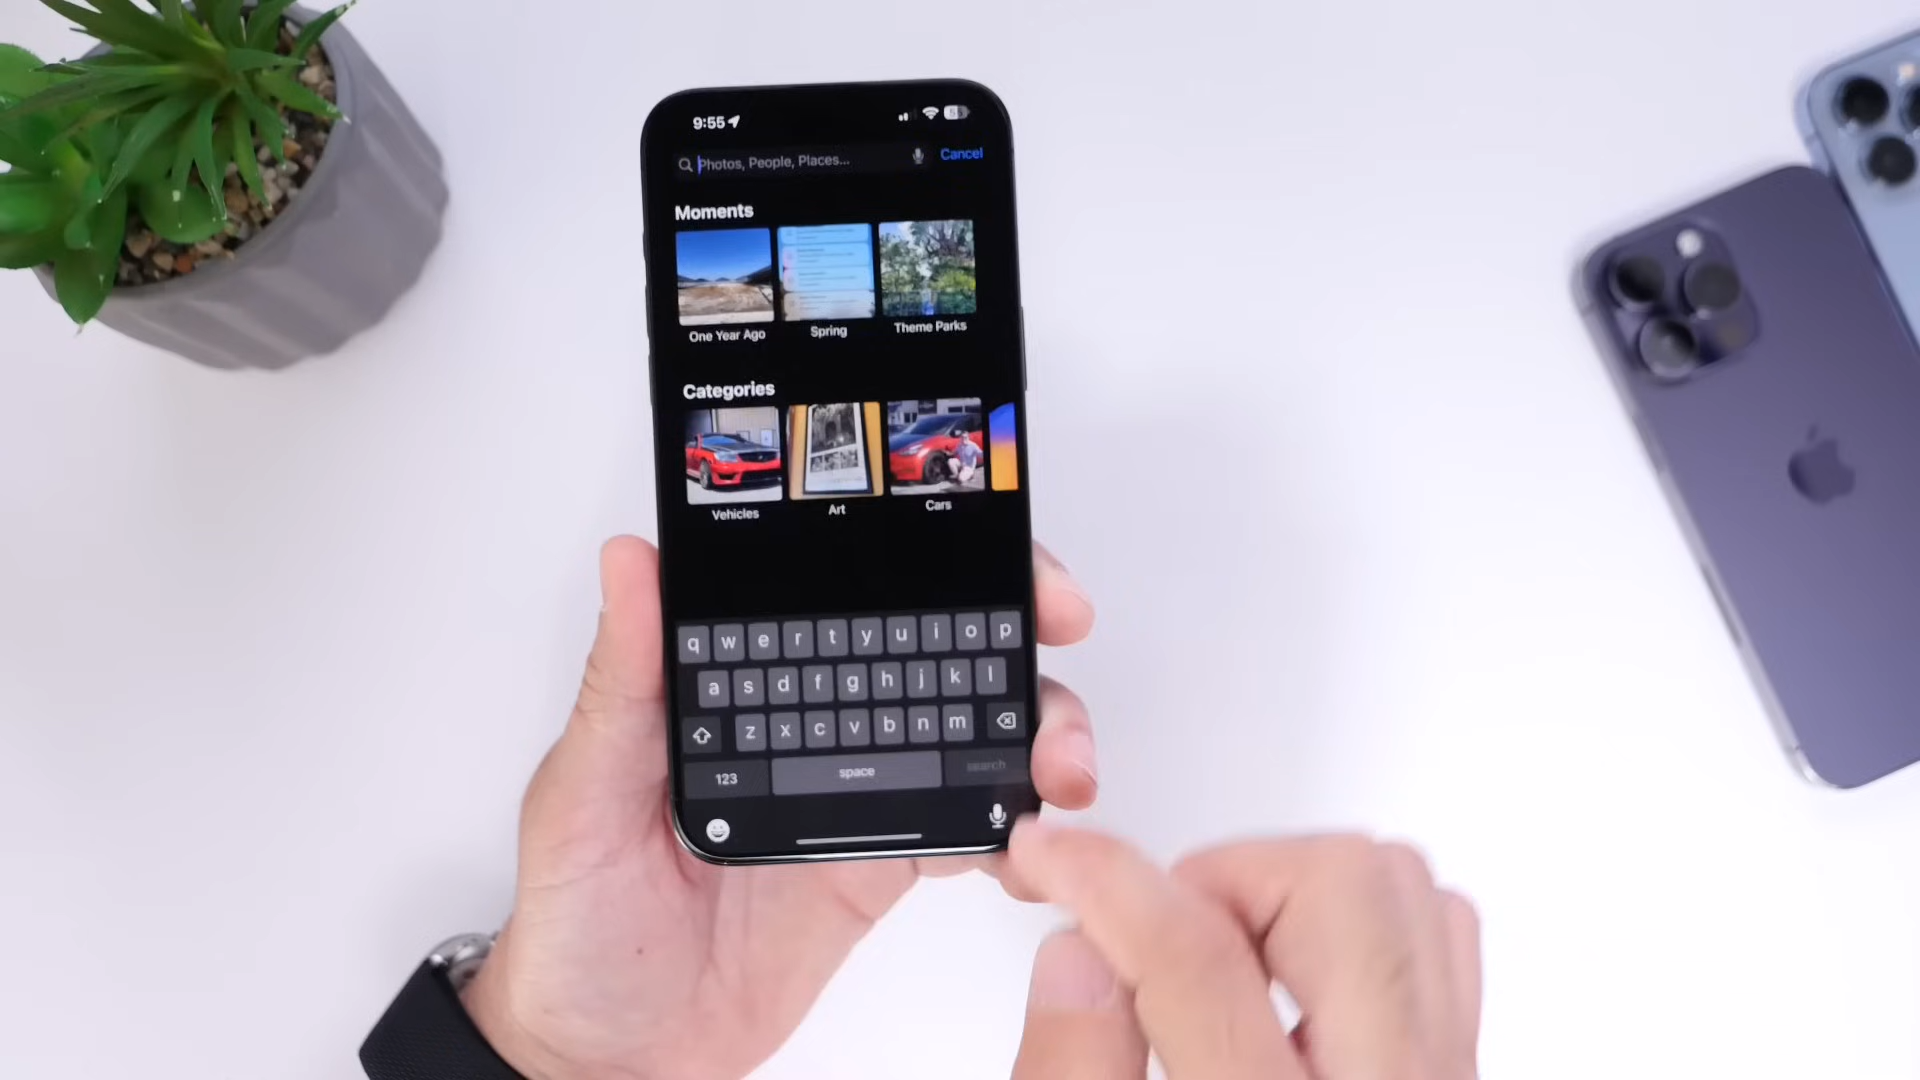 9:55
Photos, People, Places...
Cancel
Moments
One Year Ago
Spring
Theme Parks
Categories
Vehicles
Art
Cars
q w e r t y u i o p
a s d f g h j k l
z x c v b n m
123
space
search